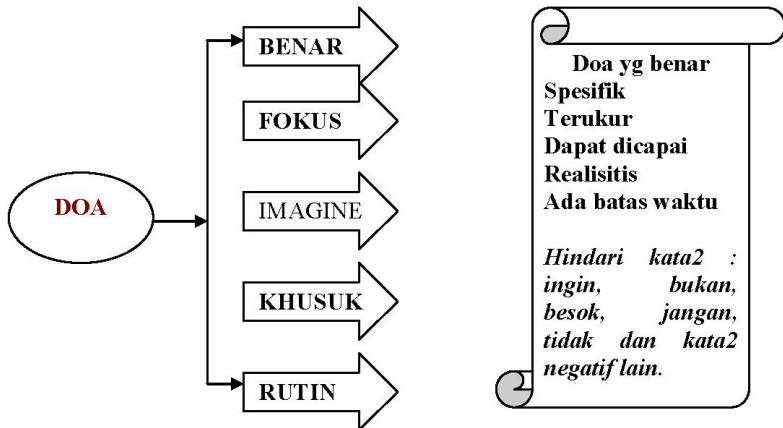 DOA
BENAR
FOKUS
IMAGINE
KHUSUK
RUTIN
Doa yg benar
Spesifik
Terukur
Dapat dicapai
Realisitis
Ada batas waktu
Hindari kata2 :
ingin, bukan,
besok, jangan,
tidak dan kata2
negatif lain.